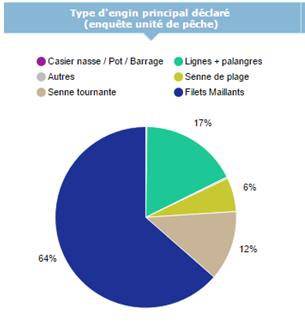 Type d'engin principal déclaré
(enquête unité de pêche)
Casier nasse / Pot / Barrage
Lignes + palangres
Autres
Senne de plage
Senne tournante
Filets Maillants
17%
6%
12%
64%